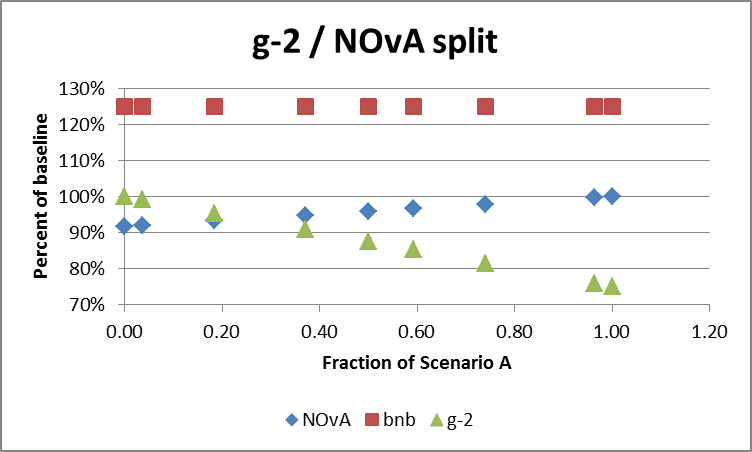 g-2 / NOvA split
130%
120%
110%
100%
90%
80%
70%
Percent of baseline
0.00 0.20 0.40 0.60 0.80 1.00 1.20
Fraction of Scenario A
NOvA bnb g-2